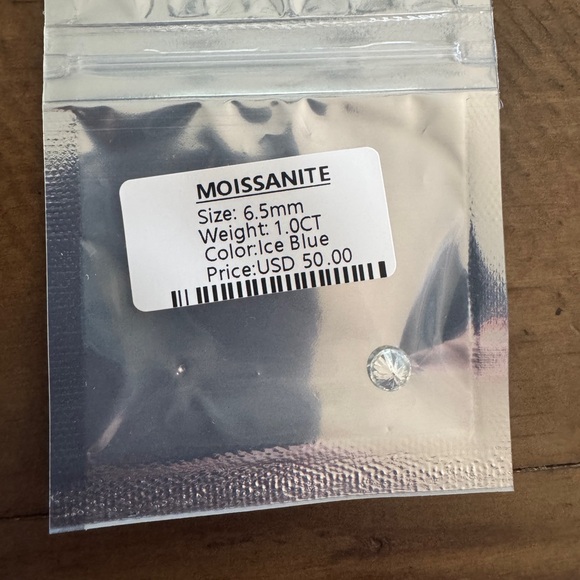 MOISSANITE
Size: 6.5mm
Weight: 1.0CT
Color:Ice Blue
Price:USD 50.00